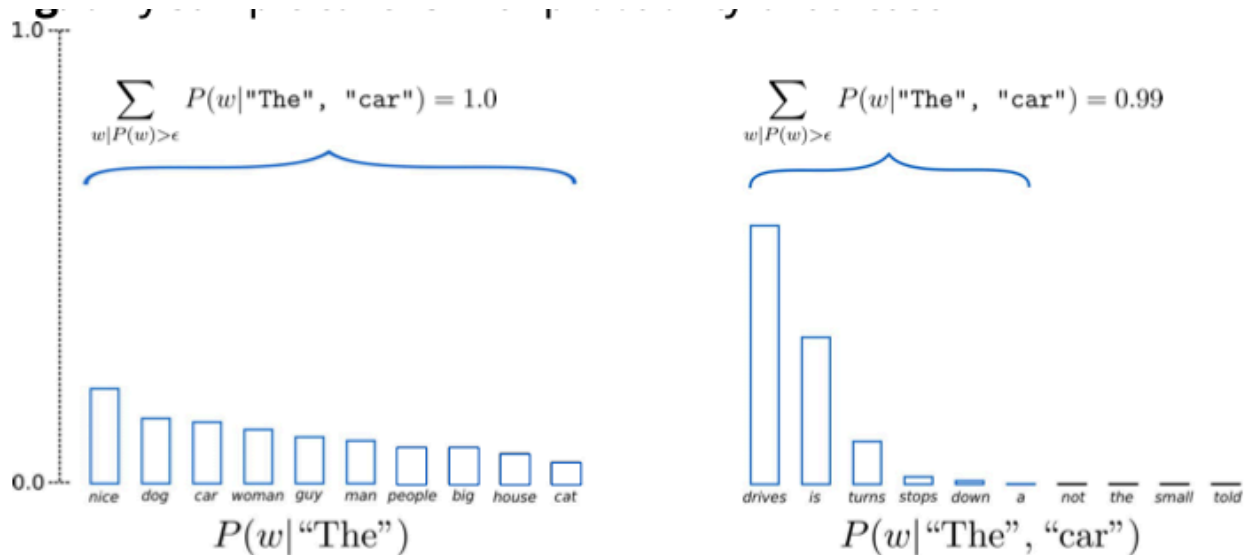 1.0
∑ P(w|"The", "car") = 1.0
w|P(w)>ϵ
∑ P(w|"The", "car") = 0.99
w|P(w)>ϵ
0.0
nice dog car woman guy man people big house cat
drives is turns stops down a not the small told
P(w|“The”)
P(w|“The”, “car”)